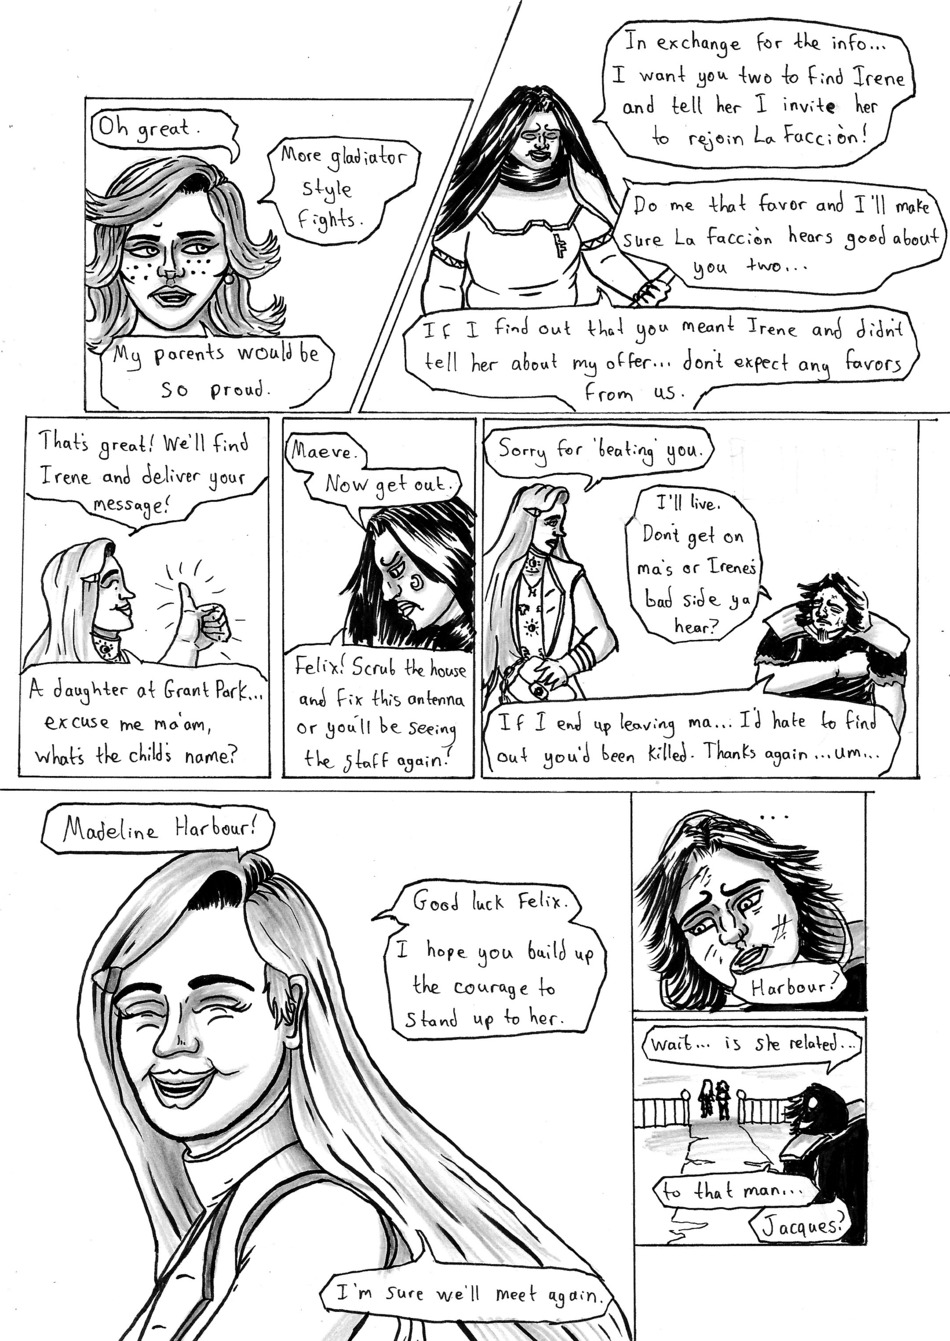 Oh great.
More gladiator
style
fights.
My parents would be
so proud.
In exchange for the info...
I want you two to find Irene
and tell her I invite her
to rejoin La Facciòn!
Do me that favor and I'll make
sure La Facciòn hears good about
you two...
If I find out that you meant Irene and didn't
tell her about my offer... don't expect any favors
from us.
That's great! We'll find
Irene and deliver your
message!
A daughter at Grant Park...
excuse me ma'am,
what's the child's name?
Maeve.
Now get out.
Felix! Scrub the house
and fix this antenna
or you'll be seeing
the staff again!
Sorry for 'beating' you.
I'll live.
Don't get on
ma's or Irene's
bad side ya
hear?
If I end up leaving ma... I'd hate to find
out you'd been killed. Thanks again ...um...
Madeline Harbour!
Good luck Felix.
I hope you build up
the courage to
stand up to her.
I'm sure we'll meet again.
...
Harbour?
Wait... is she related...
to that man...
Jacques?